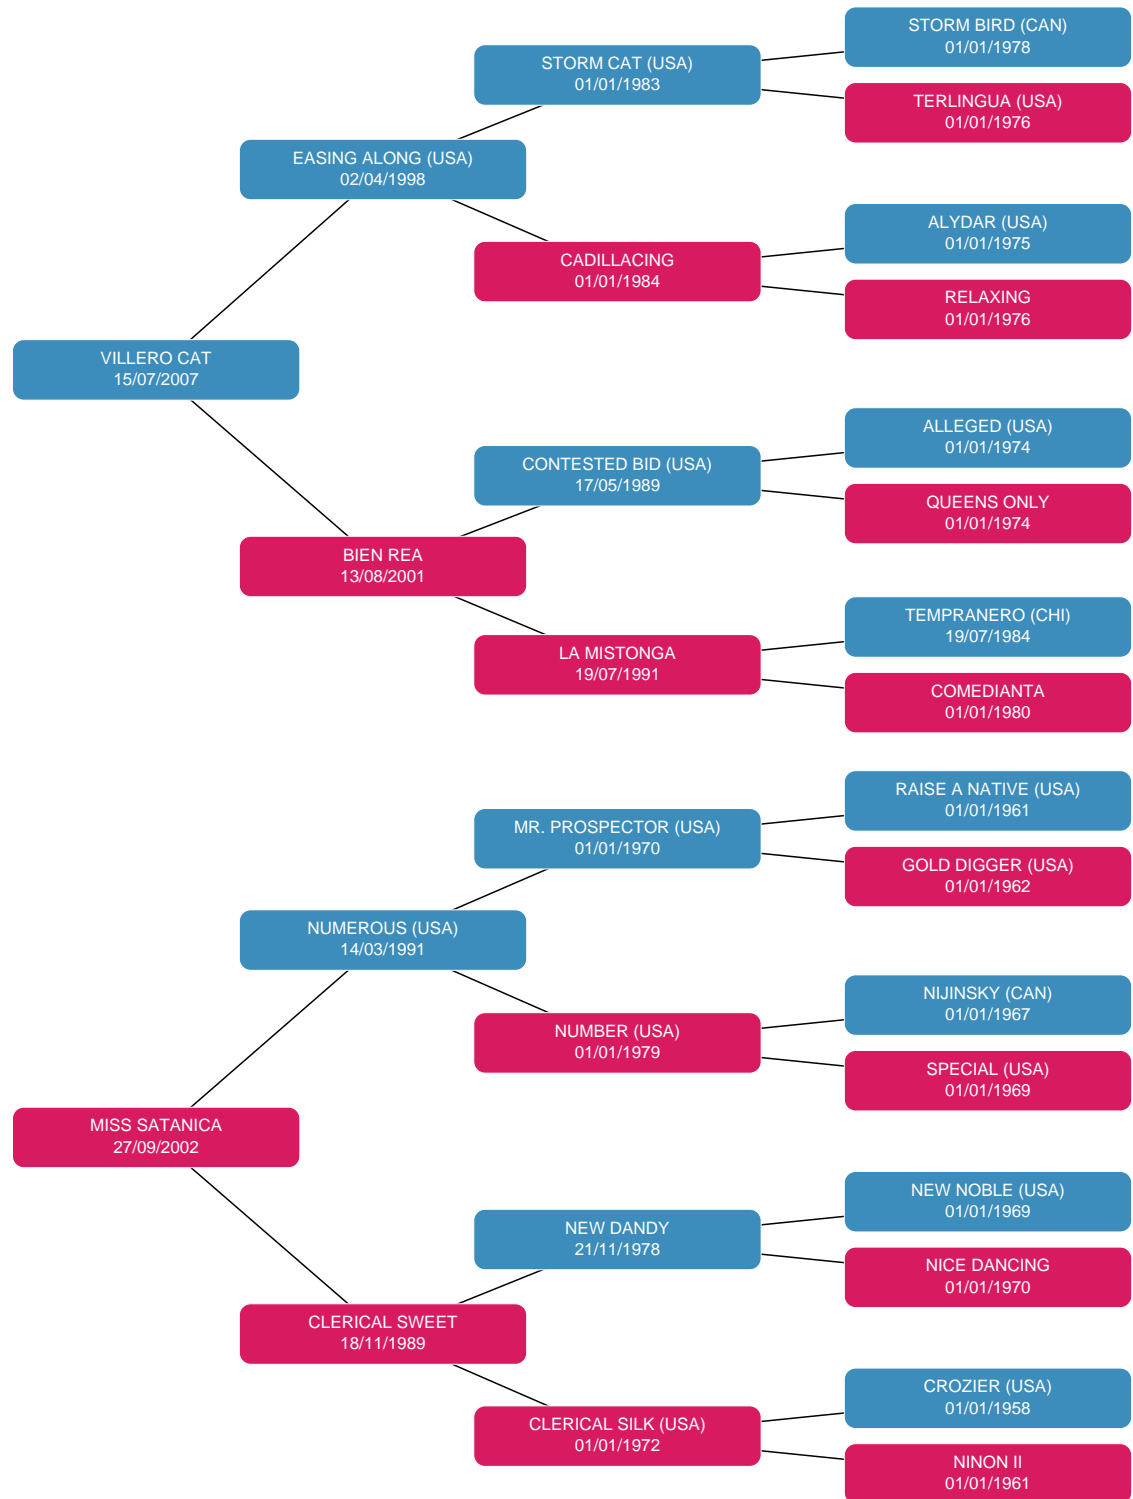 STORM BIRD (CAN)
01/01/1978
STORM CAT (USA)
01/01/1983
TERLINGUA (USA)
01/01/1976
EASING ALONG (USA)
02/04/1998
ALYDAR (USA)
01/01/1975
CADILLACING
01/01/1984
RELAXING
01/01/1976
VILLERO CAT
15/07/2007
ALLEGED (USA)
01/01/1974
CONTESTED BID (USA)
17/05/1989
QUEENS ONLY
01/01/1974
BIEN REA
13/08/2001
TEMPRANERO (CHI)
19/07/1984
LA MISTONGA
19/07/1991
COMEDIANTA
01/01/1980
RAISE A NATIVE (USA)
01/01/1961
MR. PROSPECTOR (USA)
01/01/1970
GOLD DIGGER (USA)
01/01/1962
NUMEROUS (USA)
14/03/1991
NIJINSKY (CAN)
01/01/1967
NUMBER (USA)
01/01/1979
SPECIAL (USA)
01/01/1969
MISS SATANICA
27/09/2002
NEW NOBLE (USA)
01/01/1969
NEW DANDY
21/11/1978
NICE DANCING
01/01/1970
CLERICAL SWEET
18/11/1989
CROZIER (USA)
01/01/1958
CLERICAL SILK (USA)
01/01/1972
NINON II
01/01/1961